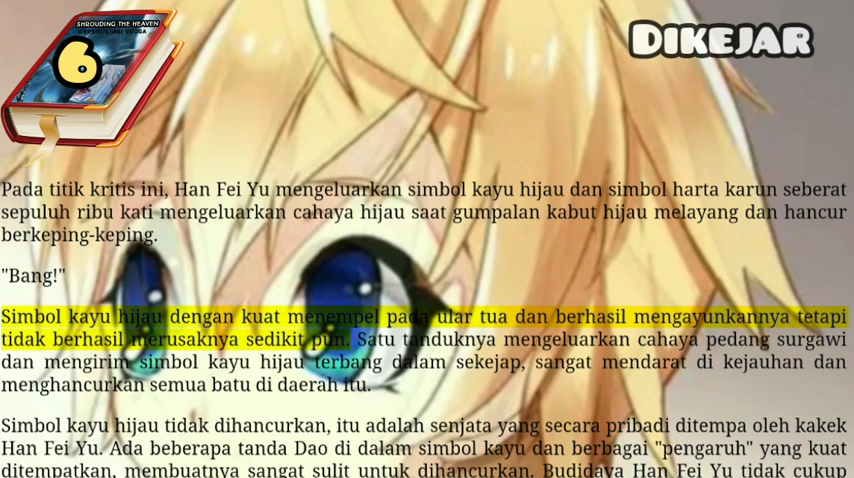 SHROUDING THE HEAVEN
6
DIKEJAR
Pada titik kritis ini, Han Fei Yu mengeluarkan simbol kayu hijau dan simbol harta karun seberat
sepuluh ribu kati mengeluarkan cahaya hijau saat gumpalan kabut hijau melayang dan hancur
berkeping-keping.
"Bang!"
Simbol kayu hijau dengan kuat menempel pada ular tua dan berhasil mengayunkannya tetapi
tidak berhasil merusaknya sedikit pun. Satu tanduknya mengeluarkan cahaya pedang surgawi
dan mengirim simbol kayu hijau terbang dalam sekejap, sangat mendarat di kejauhan dan
menghancurkan semua batu di daerah itu.
Simbol kayu hijau tidak dihancurkan, itu adalah senjata yang secara pribadi ditempa oleh kakek
Han Fei Yu. Ada beberapa tanda Dao di dalam simbol kayu dan berbagai "pengaruh" yang kuat
ditempatkan, membuatnya sangat sulit untuk dihancurkan. Budidaya Han Fei Yu tidak cukup